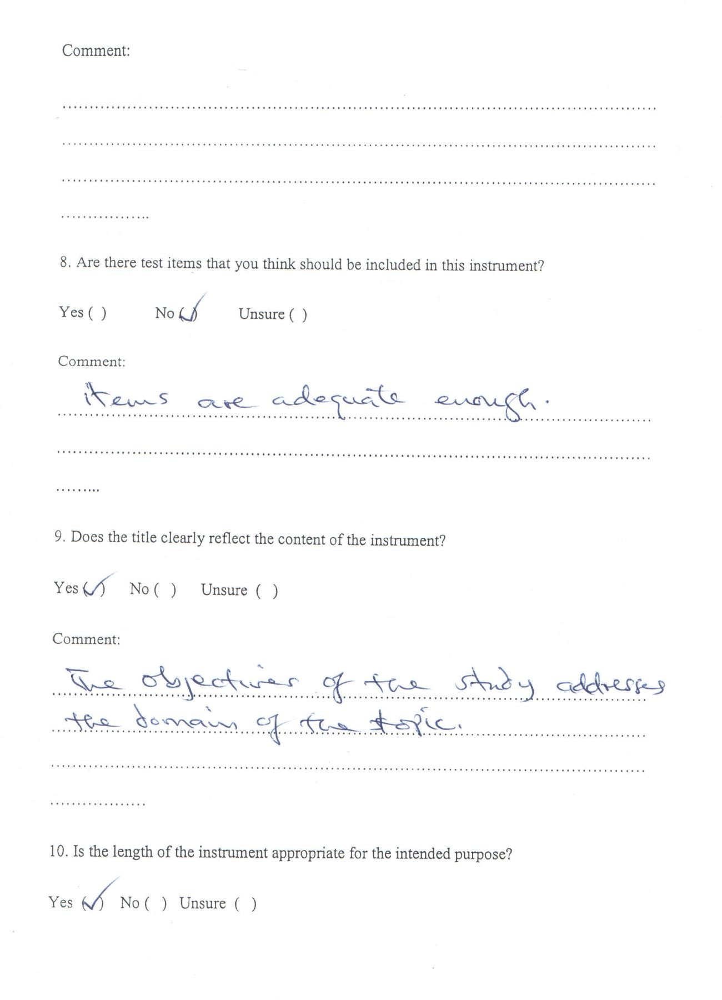 Comment:
..............................................................................................................
..............................................................................................................
..............................................................................................................
.................
8. Are there test items that you think should be included in this instrument?
Yes ( ) No (✓) Unsure ( )
Comment:
items are adequate enough.
..............................................................................................................
.........
9. Does the title clearly reflect the content of the instrument?
Yes (✓) No ( ) Unsure ( )
Comment:
The objectives of the study addresses
the domain of the topic.
..............................................................................................................
..................
10. Is the length of the instrument appropriate for the intended purpose?
Yes (✓) No ( ) Unsure ( )